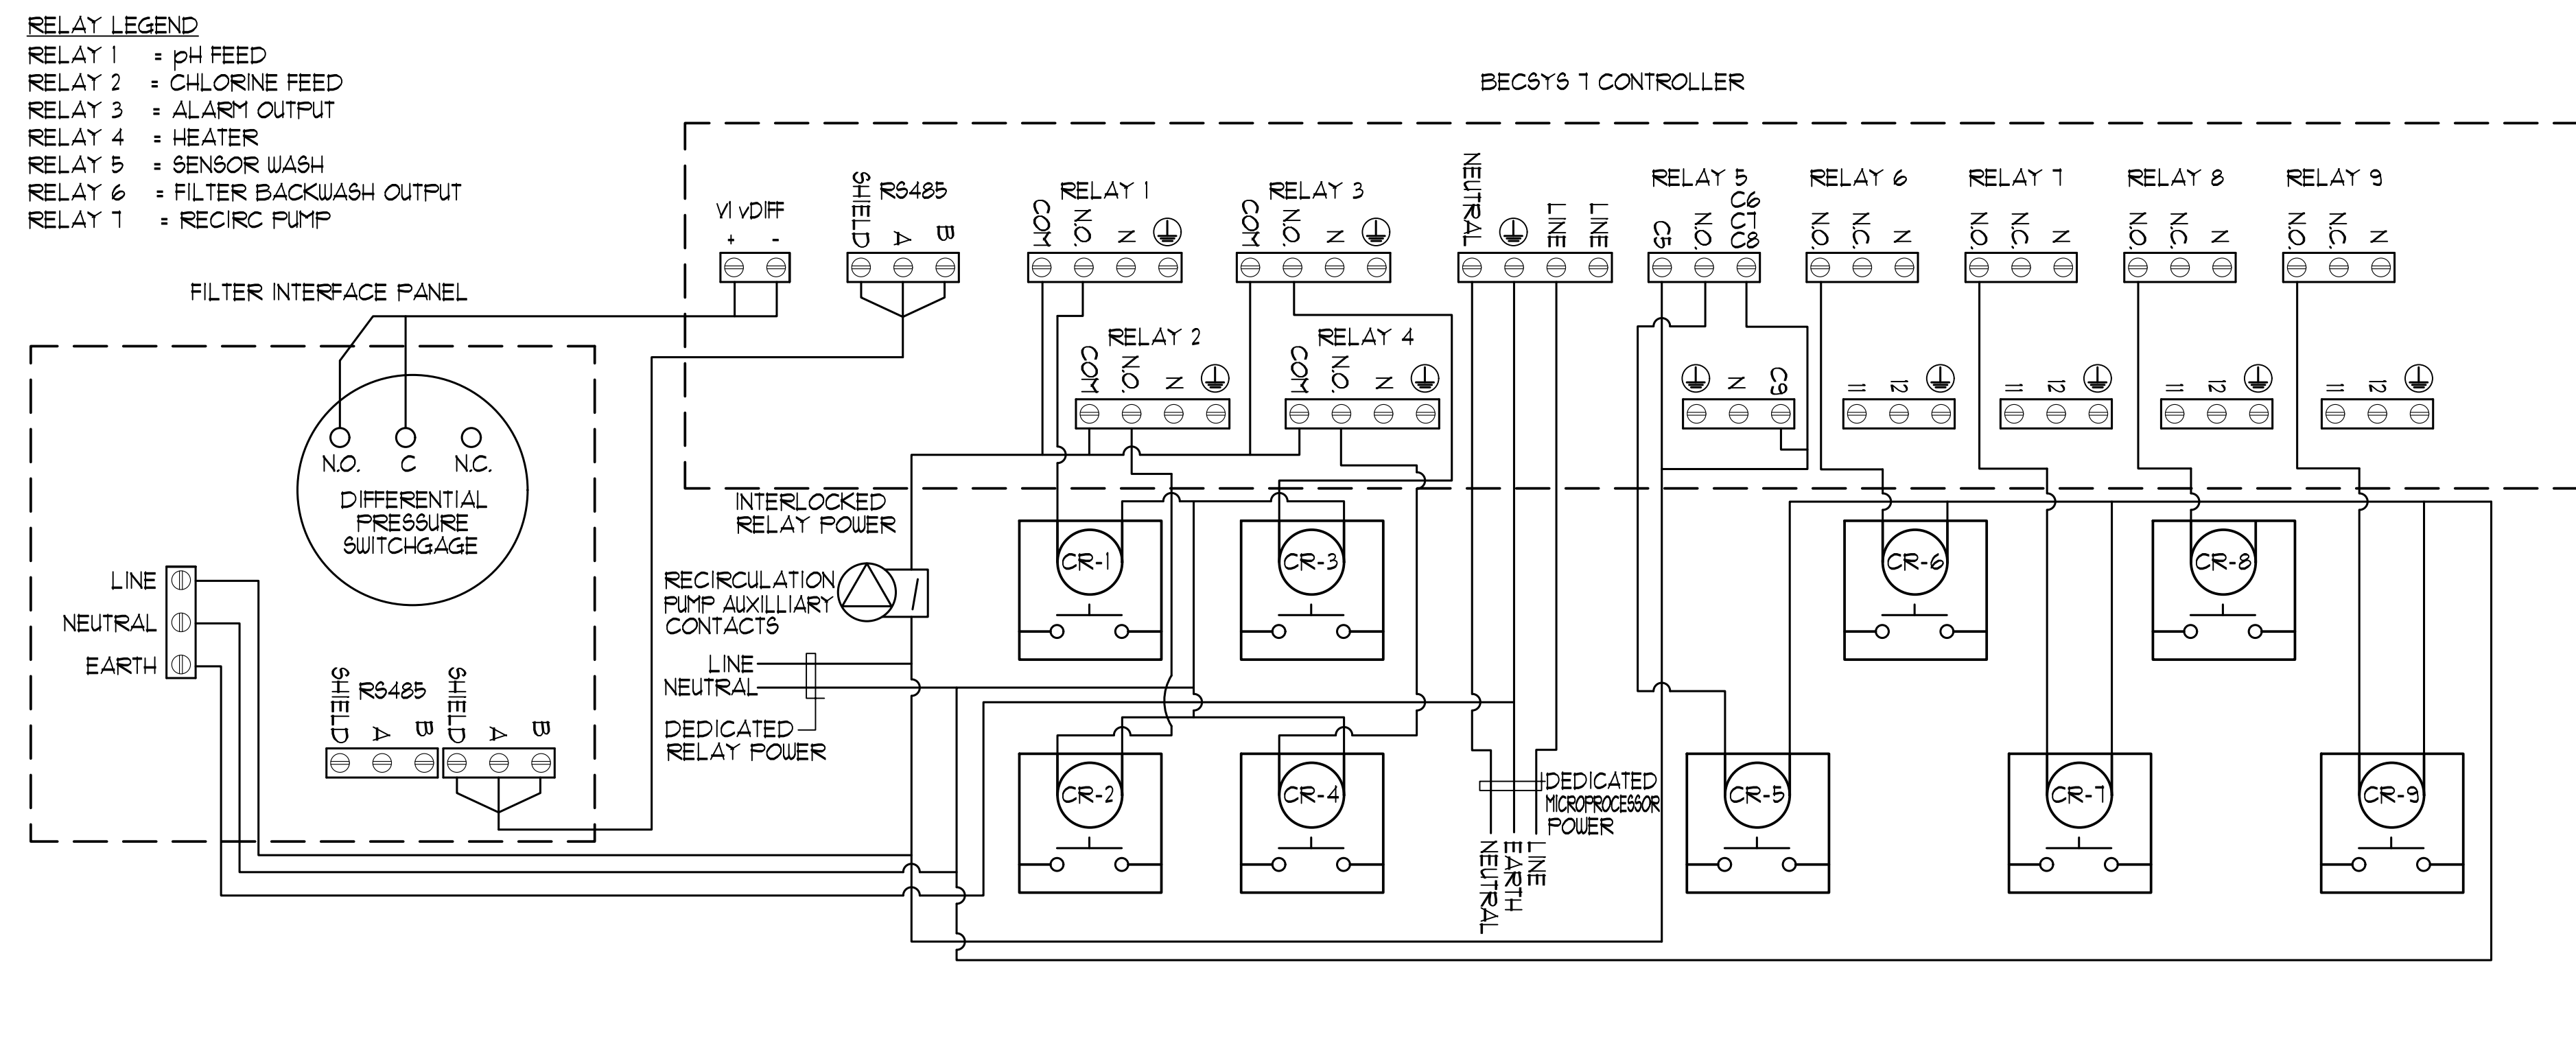 RELAY LEGEND
RELAY 1 = pH FEED
RELAY 2 = CHLORINE FEED
RELAY 3 = ALARM OUTPUT
RELAY 4 = HEATER
RELAY 5 = SENSOR WASH
RELAY 6 = FILTER BACKWASH OUTPUT
RELAY 7 = RECIRC PUMP
BECSYS 7 CONTROLLER
V1 vDIFF
+ -
SHIELD RS485
A B
RELAY 1
COM N.O. N
RELAY 3
COM N.O. N
NEUTRAL LINE LINE
RELAY 5
C5 N.O. C6 C7 C8
RELAY 6
N.O. N.C. N
RELAY 7
N.O. N.C. N
RELAY 8
N.O. N.C. N
RELAY 9
N.O. N.C. N
RELAY 2
COM N.O. N
RELAY 4
COM N.O. N
N C9
11 12
11 12
11 12
11 12
FILTER INTERFACE PANEL
N.O. C N.C.
DIFFERENTIAL
PRESSURE
SWITCHGAGE
LINE
NEUTRAL
EARTH
SHIELD RS485 SHIELD
A B A B
INTERLOCKED
RELAY POWER
RECIRCULATION
PUMP AUXILLIARY
CONTACTS
LINE
NEUTRAL
DEDICATED
RELAY POWER
CR-1
CR-3
CR-6
CR-8
CR-2
CR-4
DEDICATED
MICROPROCESSOR
POWER
NEUTRAL
EARTH
LINE
CR-5
CR-7
CR-9